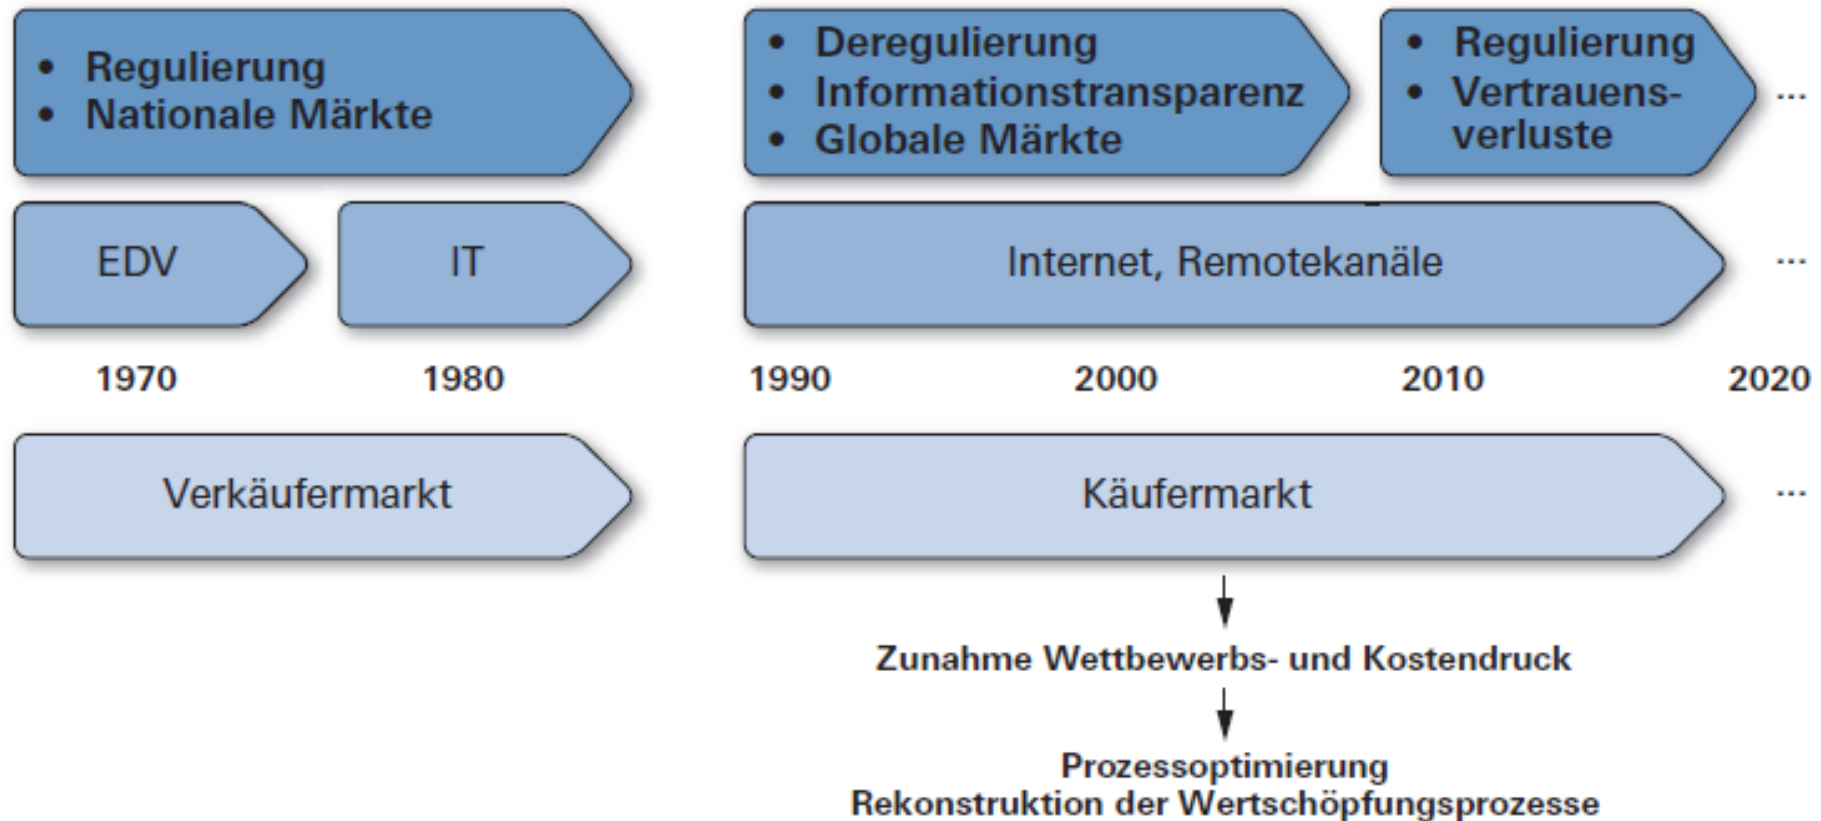 • Regulierung
• Nationale Märkte
• Deregulierung
• Informationstransparenz
• Globale Märkte
• Regulierung
• Vertrauens-
verluste
...
EDV
IT
Internet, Remotekanäle
...
1970 1980 1990 2000 2010 2020
Verkäufermarkt
Käufermarkt
...
Zunahme Wettbewerbs- und Kostendruck
Prozessoptimierung
Rekonstruktion der Wertschöpfungsprozesse